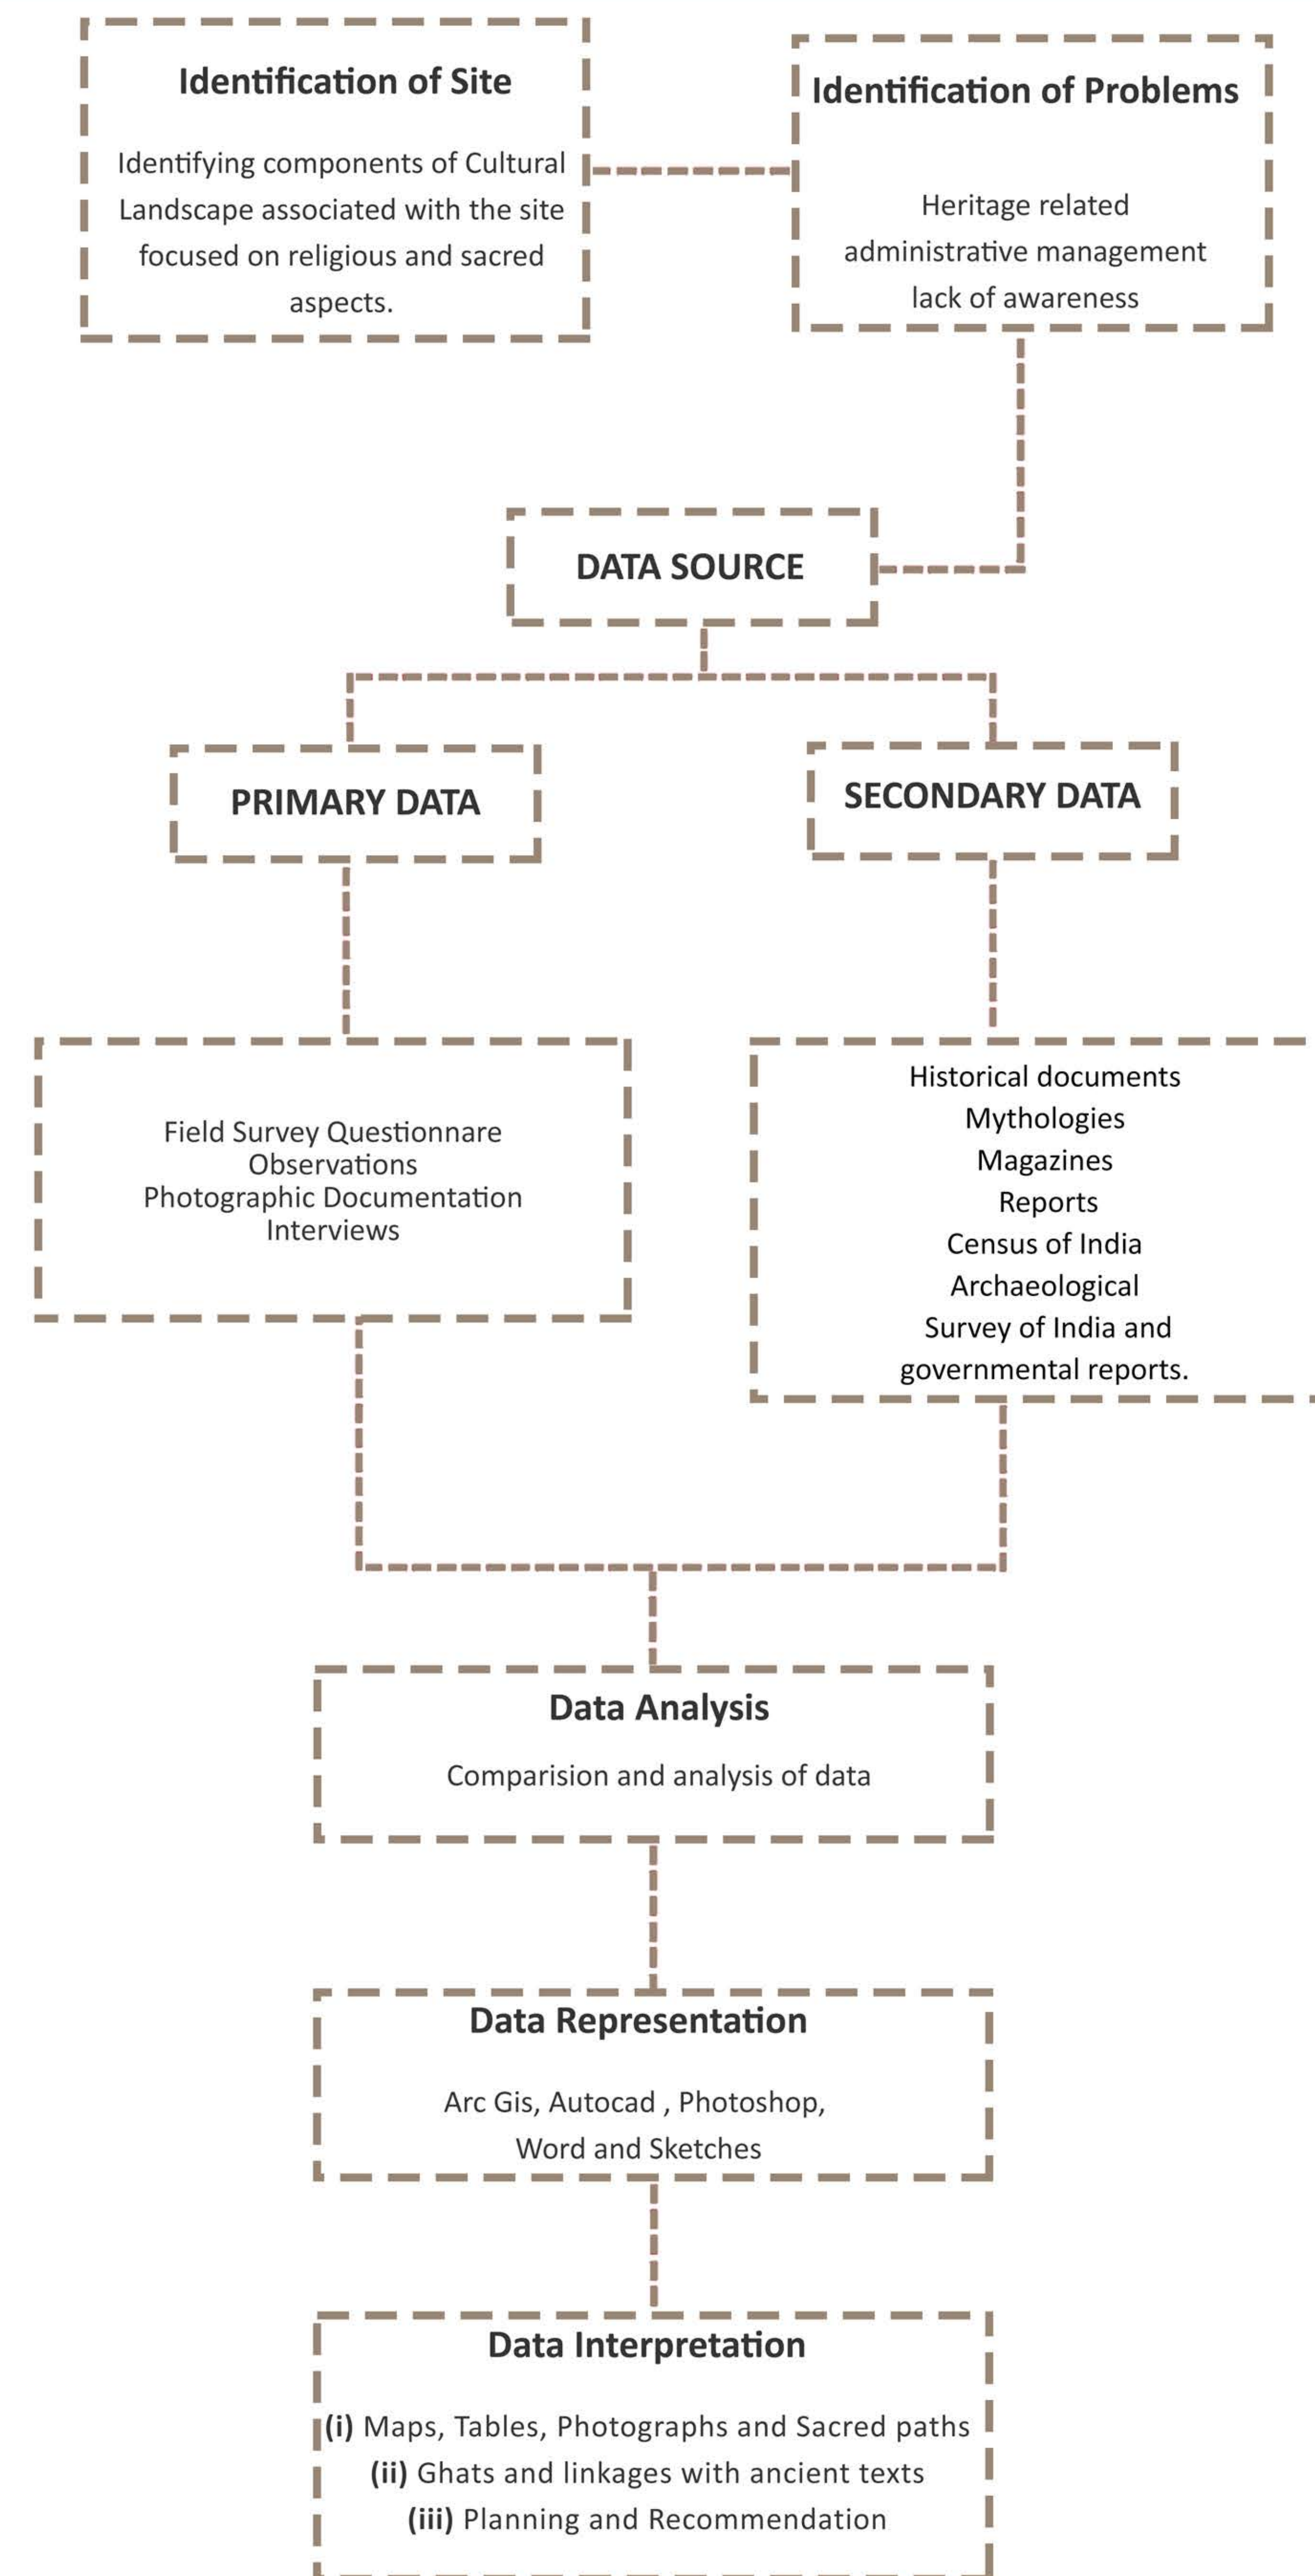 Identification of Site
Identifying components of Cultural
Landscape associated with the site
focused on religious and sacred
aspects.
Identification of Problems
Heritage related
administrative management
lack of awareness
DATA SOURCE
PRIMARY DATA
SECONDARY DATA
Field Survey Questionnare
Observations
Photographic Documentation
Interviews
Historical documents
Mythologies
Magazines
Reports
Census of India
Archaeological
Survey of India and
governmental reports.
Data Analysis
Comparision and analysis of data
Data Representation
Arc Gis, Autocad , Photoshop,
Word and Sketches
Data Interpretation
(i) Maps, Tables, Photographs and Sacred paths
(ii) Ghats and linkages with ancient texts
(iii) Planning and Recommendation